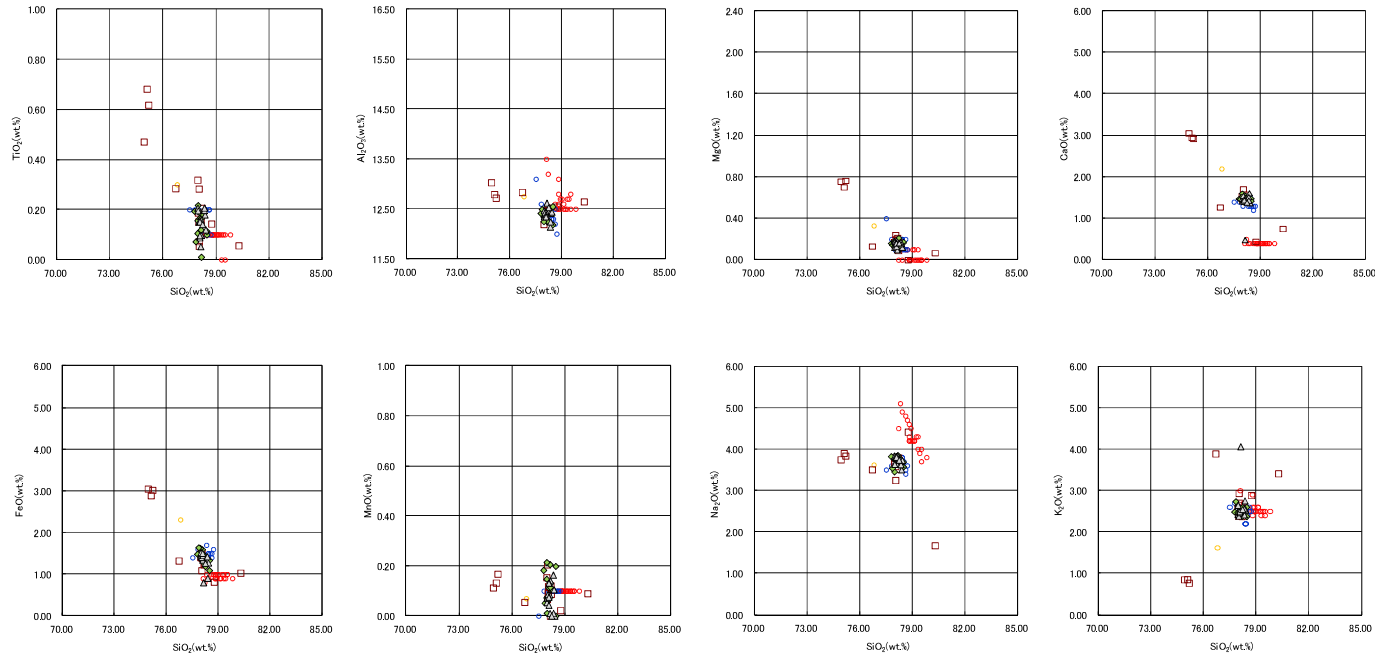 1.00 0.80 0.60 0.40 0.20 0.00
TiO₂(wt.%)
70.00 73.00 76.00 79.00 82.00 85.00
SiO₂(wt.%)
16.50 15.50 14.50 13.50 12.50 11.50
Al₂O₃(wt.%)
70.00 73.00 76.00 79.00 82.00 85.00
SiO₂(wt.%)
2.40 2.00 1.60 1.20 0.80 0.40 0.00
MgO(wt.%)
70.00 73.00 76.00 79.00 82.00 85.00
SiO₂(wt.%)
6.00 5.00 4.00 3.00 2.00 1.00 0.00
CaO(wt.%)
70.00 73.00 76.00 79.00 82.00 85.00
SiO₂(wt.%)
6.00 5.00 4.00 3.00 2.00 1.00 0.00
FeO(wt.%)
70.00 73.00 76.00 79.00 82.00 85.00
SiO₂(wt.%)
1.00 0.80 0.60 0.40 0.20 0.00
MnO(wt.%)
70.00 73.00 76.00 79.00 82.00 85.00
SiO₂(wt.%)
6.00 5.00 4.00 3.00 2.00 1.00 0.00
Na₂O(wt.%)
70.00 73.00 76.00 79.00 82.00 85.00
SiO₂(wt.%)
6.00 5.00 4.00 3.00 2.00 1.00 0.00
K₂O(wt.%)
70.00 73.00 76.00 79.00 82.00 85.00
SiO₂(wt.%)